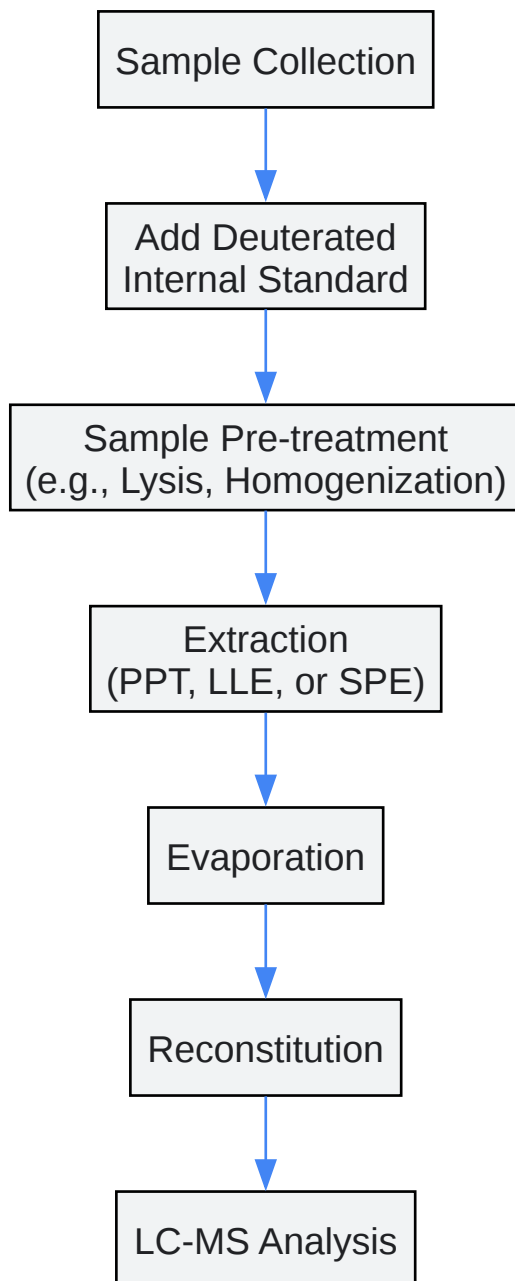 Sample Collection
Add Deuterated
Internal Standard
Sample Pre-treatment
(e.g., Lysis, Homogenization)
Extraction
(PPT, LLE, or SPE)
Evaporation
Reconstitution
LC-MS Analysis